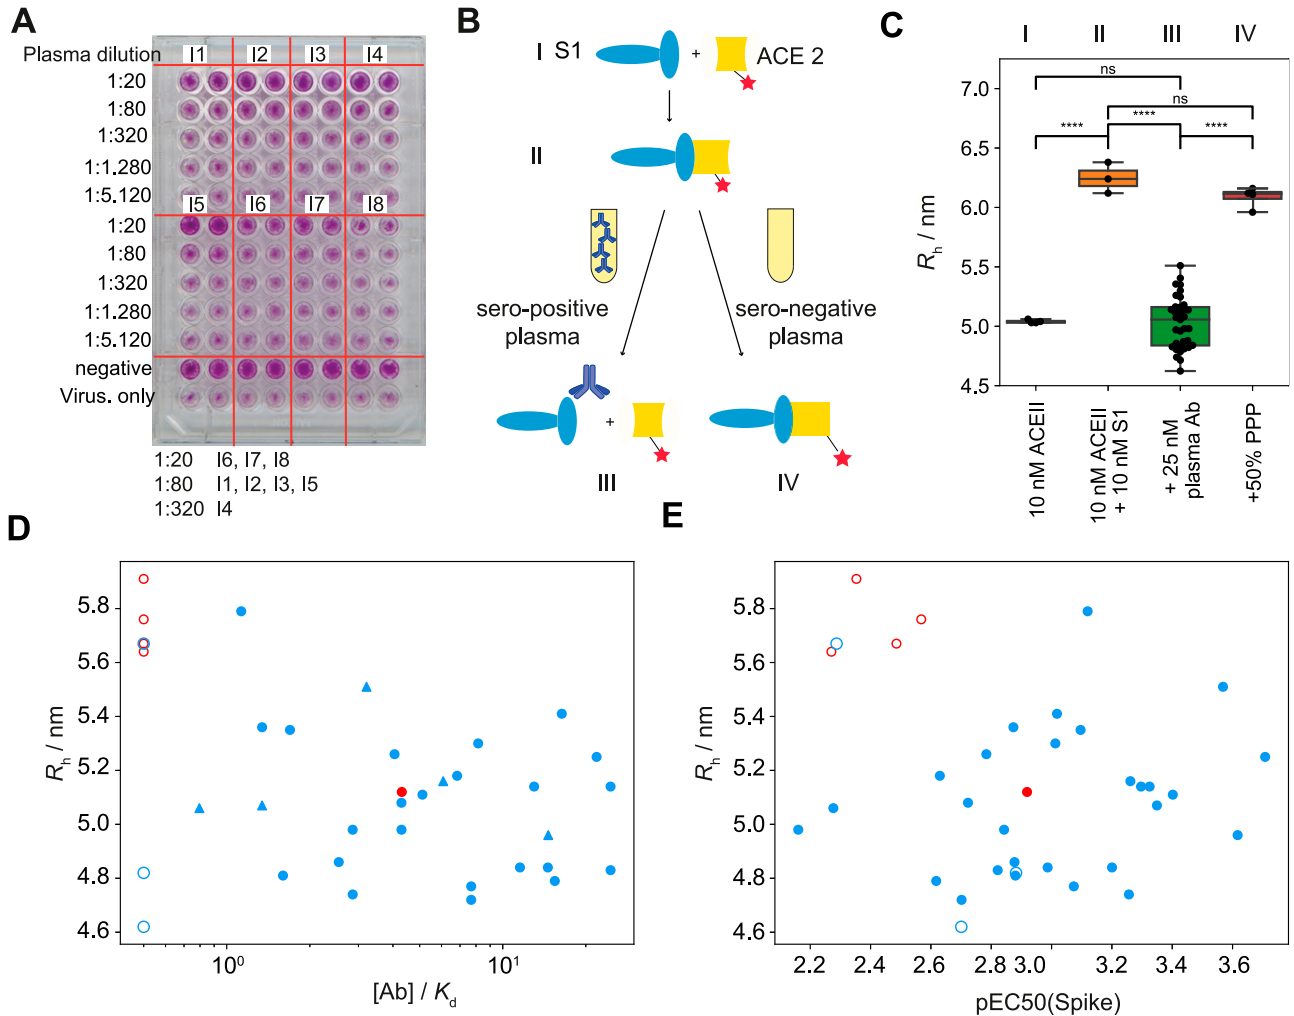 A
Plasma dilution
I1 I2 I3 I4
1:20
1:80
1:320
1:1.280
1:5.120
I5 I6 I7 I8
1:20
1:80
1:320
1:1.280
1:5.120
negative
Virus. only
1:20 I6, I7, I8
1:80 I1, I2, I3, I5
1:320 I4
B
I S1 + ACE 2
II
sero-positive
plasma
sero-negative
plasma
+
III IV
C
I II III IV
ns
ns
****
****
****
7.0
6.5
6.0
5.5
5.0
4.5
Rh / nm
10 nM ACEII
10 nM ACEII
+ 10 nM S1
+ 25 nM
plasma Ab
+50% PPP
D
5.8
5.6
5.4
5.2
5.0
4.8
4.6
Rh / nm
10⁰ 10¹
[Ab] / Kd
E
5.8
5.6
5.4
5.2
5.0
4.8
4.6
Rh / nm
2.2 2.4 2.6 2.8 3.0 3.2 3.4 3.6
pEC50(Spike)